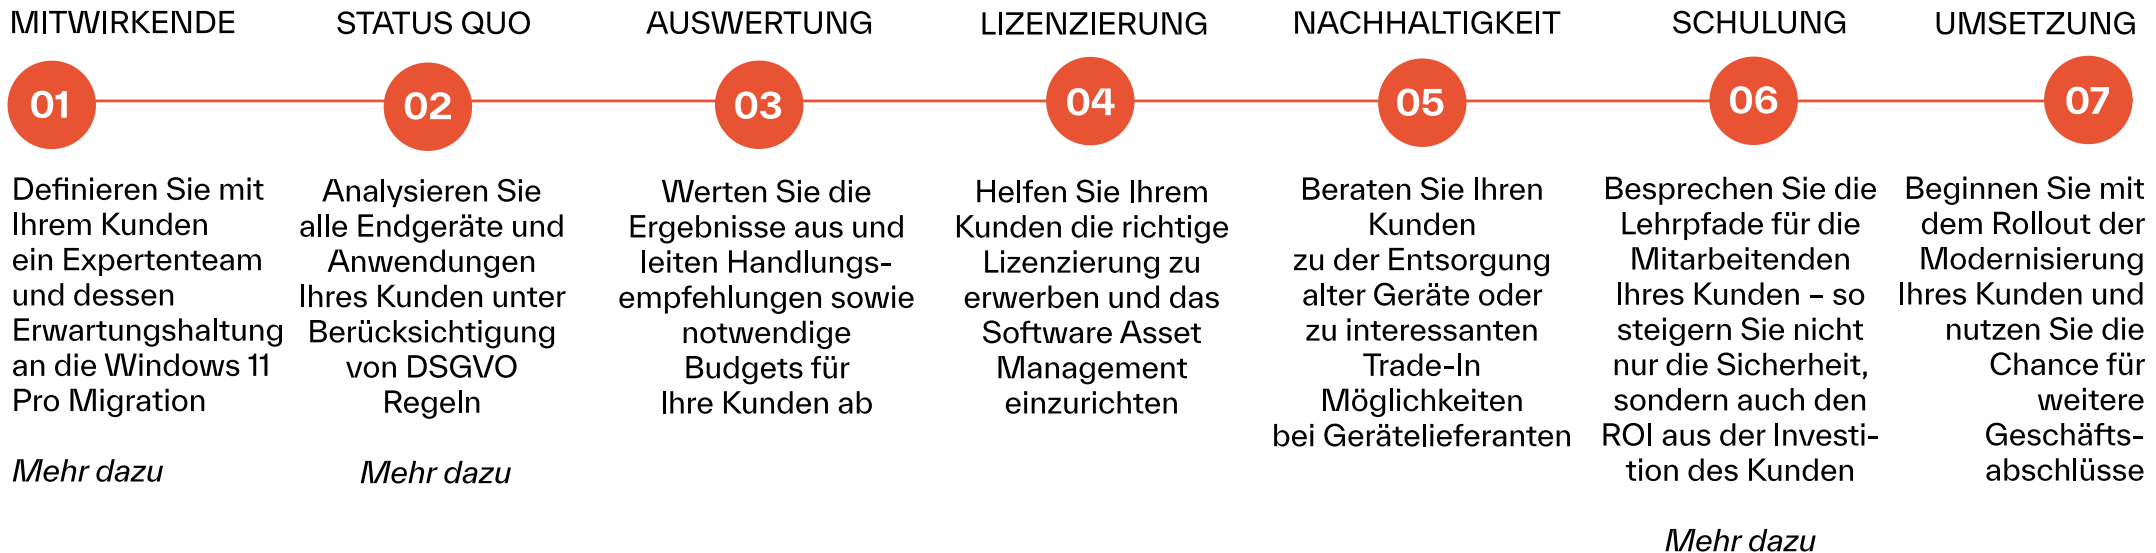 MITWIRKENDE
01
Definieren Sie mit
Ihrem Kunden
ein Expertenteam
und dessen
Erwartungshaltung
an die Windows 11
Pro Migration
Mehr dazu
STATUS QUO
02
Analysieren Sie
alle Endgeräte und
Anwendungen
Ihres Kunden unter
Berücksichtigung
von DSGVO
Regeln
Mehr dazu
AUSWERTUNG
03
Werten Sie die
Ergebnisse aus und
leiten Handlungs-
empfehlungen sowie
notwendige
Budgets für
Ihre Kunden ab
LIZENZIERUNG
04
Helfen Sie Ihrem
Kunden die richtige
Lizenzierung zu
erwerben und das
Software Asset
Management
einzurichten
NACHHALTIGKEIT
05
Beraten Sie Ihren
Kunden
zu der Entsorgung
alter Geräte oder
zu interessanten
Trade-In
Möglichkeiten
bei Gerätelieferanten
SCHULUNG
06
Besprechen Sie die
Lehrpfade für die
Mitarbeitenden
Ihres Kunden – so
steigern Sie nicht
nur die Sicherheit,
sondern auch den
ROI aus der Investi-
tion des Kunden
Mehr dazu
UMSETZUNG
07
Beginnen Sie mit
dem Rollout der
Modernisierung
Ihres Kunden und
nutzen Sie die
Chance für
weitere
Geschäfts-
abschlüsse